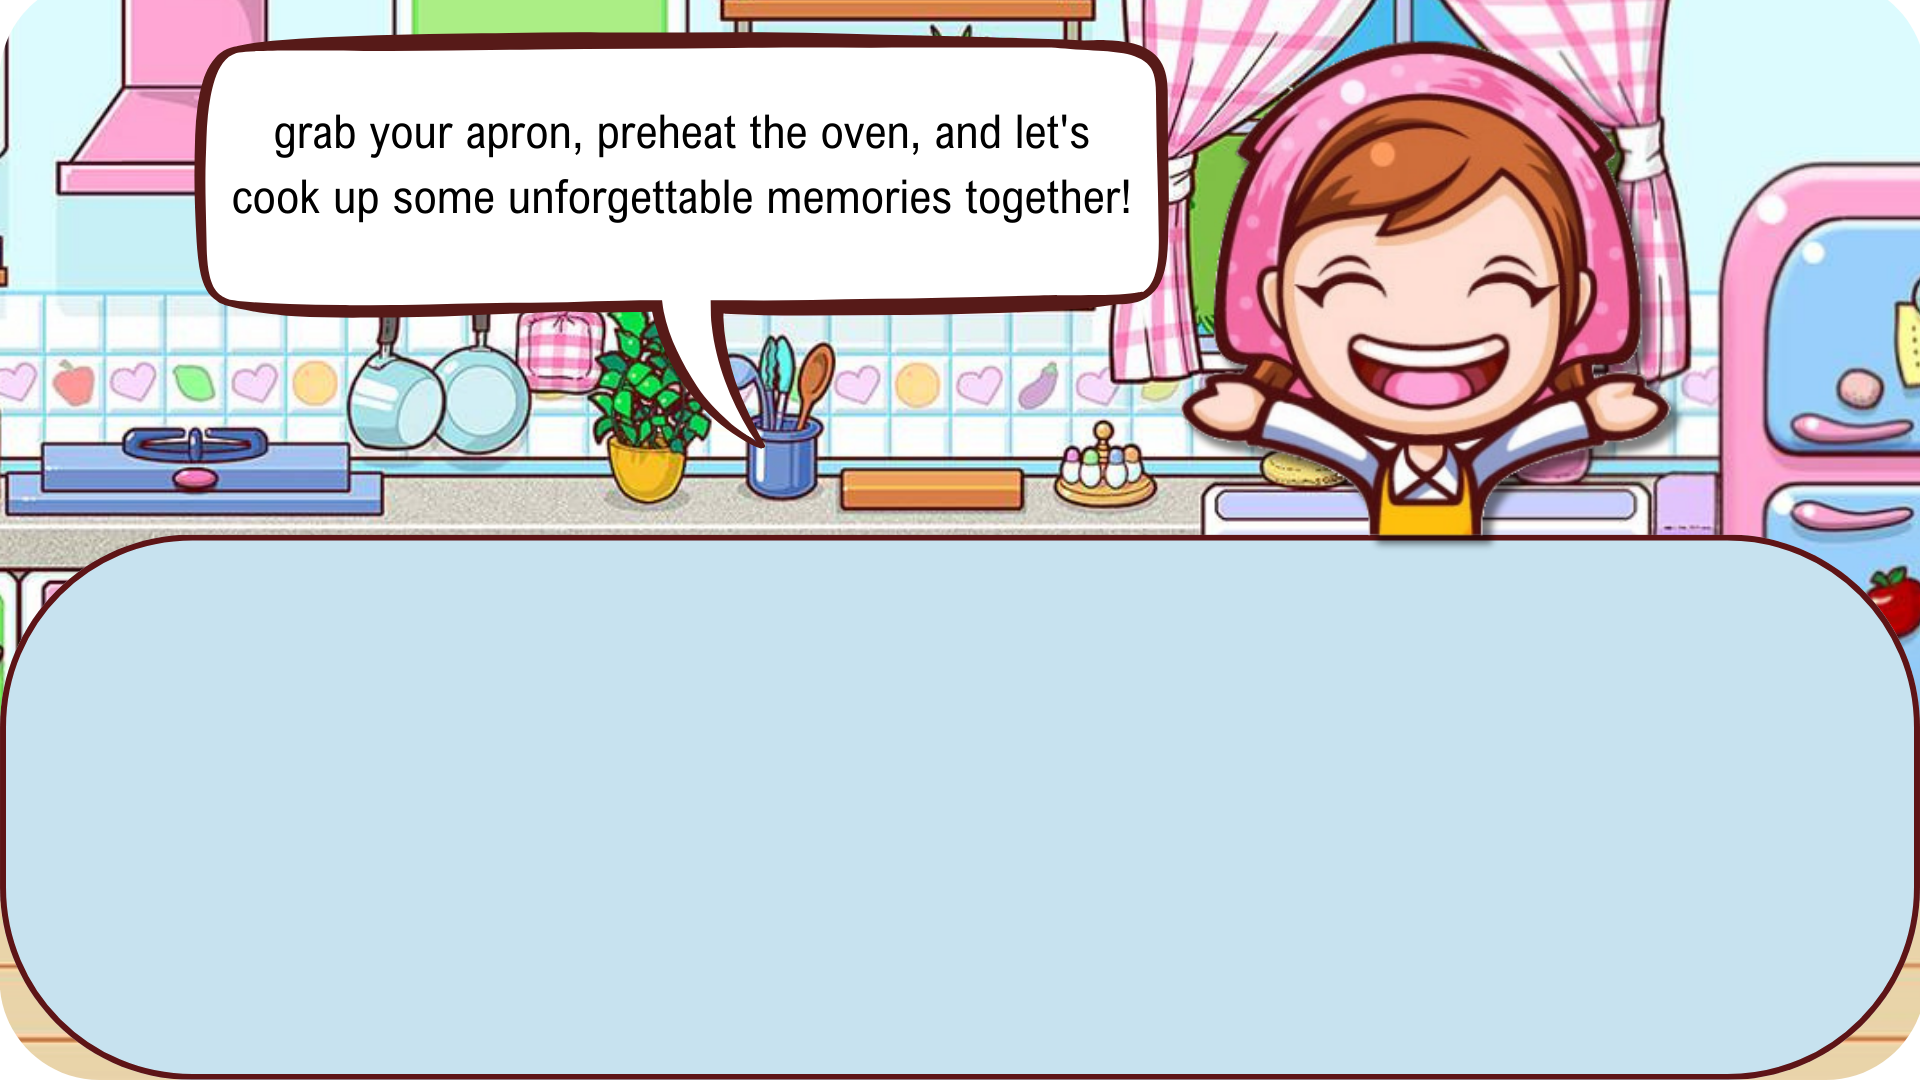 grab your apron, preheat the oven, and let's
cook up some unforgettable memories together!